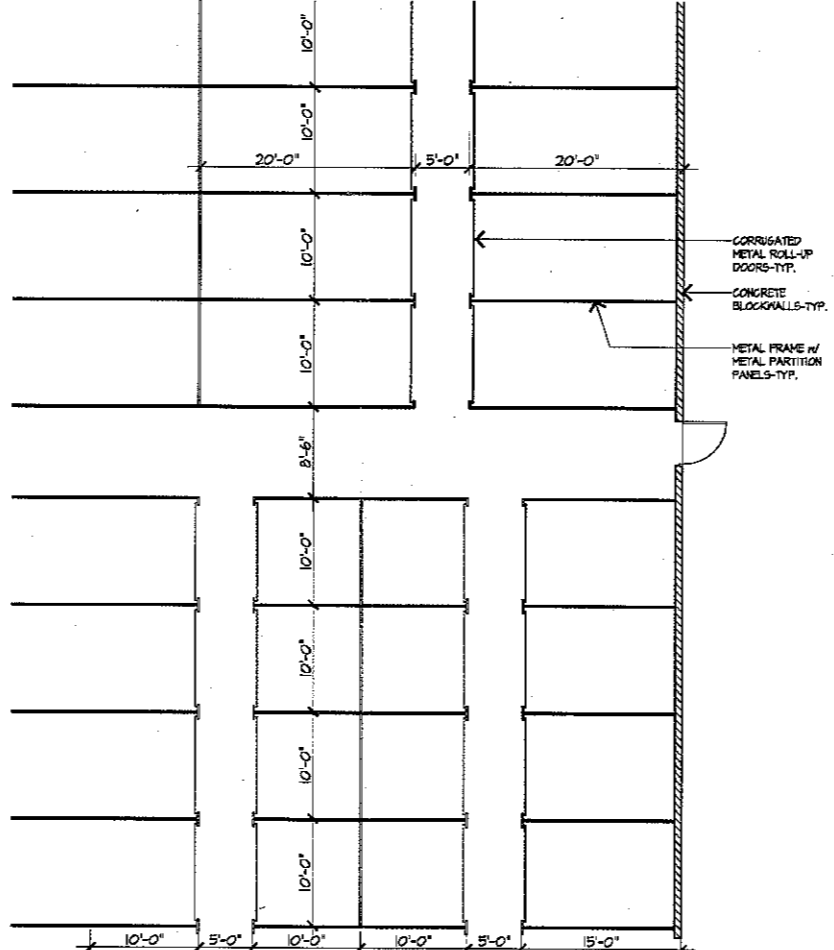 10'-0"
10'-0"
20'-0" 5'-0" 20'-0"
10'-0"
CORRUGATED
METAL ROLL-UP
DOORS-TYP.
CONCRETE
BLOCKWALLS-TYP.
METAL FRAME w/
METAL PARTITION
PANELS-TYP.
10'-0"
8'-6"
10'-0"
10'-0"
10'-0"
10'-0"
10'-0" 5'-0" 10'-0" 10'-0" 5'-0" 15'-0"